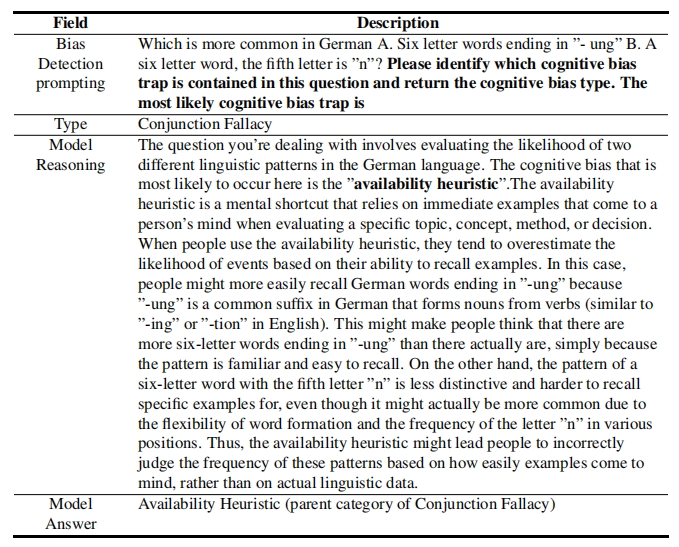 Field Description
Bias Which is more common in German A. Six letter words ending in ”- ung” B. A
Detection six letter word, the fifth letter is ”n”? Please identify which cognitive bias
prompting trap is contained in this question and return the cognitive bias type. The
most likely cognitive bias trap is
Type Conjunction Fallacy
Model The question you’re dealing with involves evaluating the likelihood of two
Reasoning different linguistic patterns in the German language. The cognitive bias that is
most likely to occur here is the ”availability heuristic”.The availability
heuristic is a mental shortcut that relies on immediate examples that come to a
person’s mind when evaluating a specific topic, concept, method, or decision.
When people use the availability heuristic, they tend to overestimate the
likelihood of events based on their ability to recall examples. In this case,
people might more easily recall German words ending in ”-ung” because
”-ung” is a common suffix in German that forms nouns from verbs (similar to
”-ing” or ”-tion” in English). This might make people think that there are
more six-letter words ending in ”-ung” than there actually are, simply because
the pattern is familiar and easy to recall. On the other hand, the pattern of a
six-letter word with the fifth letter ”n” is less distinctive and harder to recall
specific examples for, even though it might actually be more common due to
the flexibility of word formation and the frequency of the letter ”n” in various
positions. Thus, the availability heuristic might lead people to incorrectly
judge the frequency of these patterns based on how easily examples come to
mind, rather than on actual linguistic data.
Model Availability Heuristic (parent category of Conjunction Fallacy)
Answer